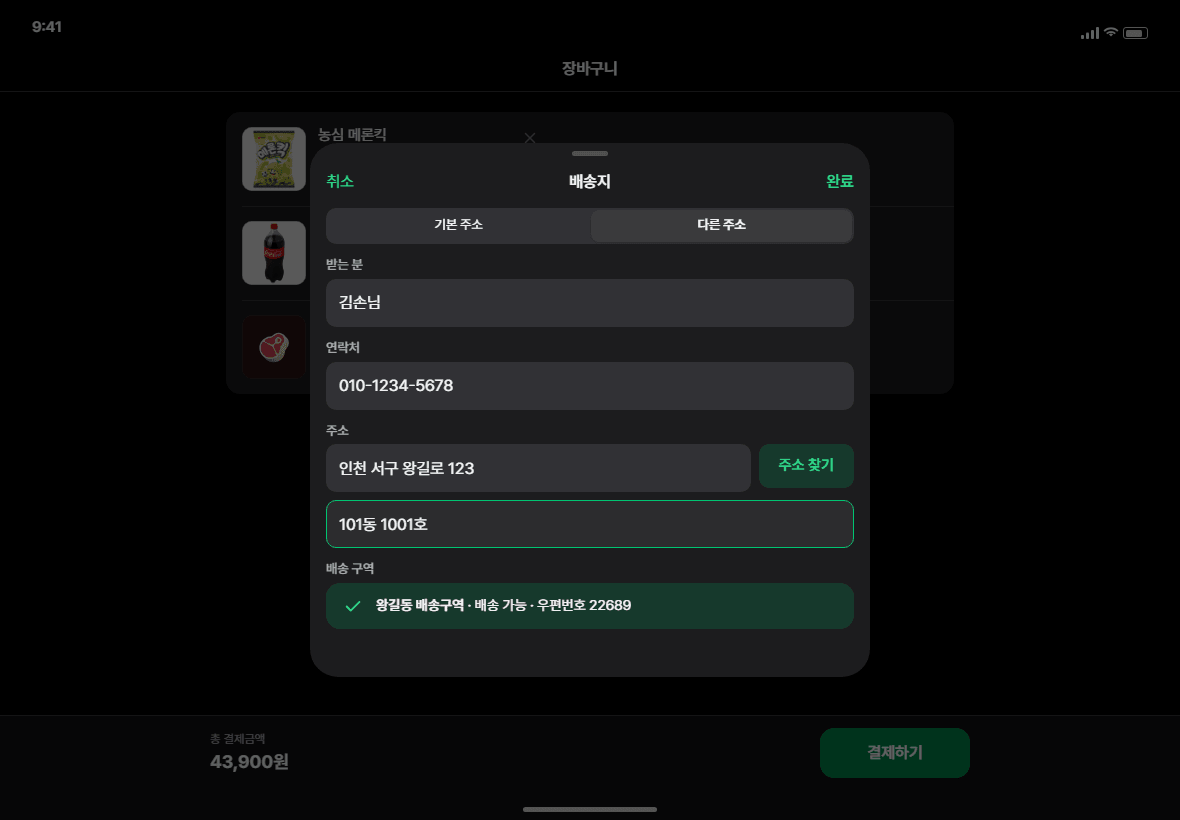 9:41
장바구니
농심 메론킥
메론킥
취소
배송지
완료
기본 주소
다른 주소
받는 분
김손님
연락처
010-1234-5678
주소
인천 서구 왕길로 123
주소 찾기
101동 1001호
배송 구역
왕길동 배송구역 · 배송 가능 · 우편번호 22689
총 결제금액
43,900원
결제하기